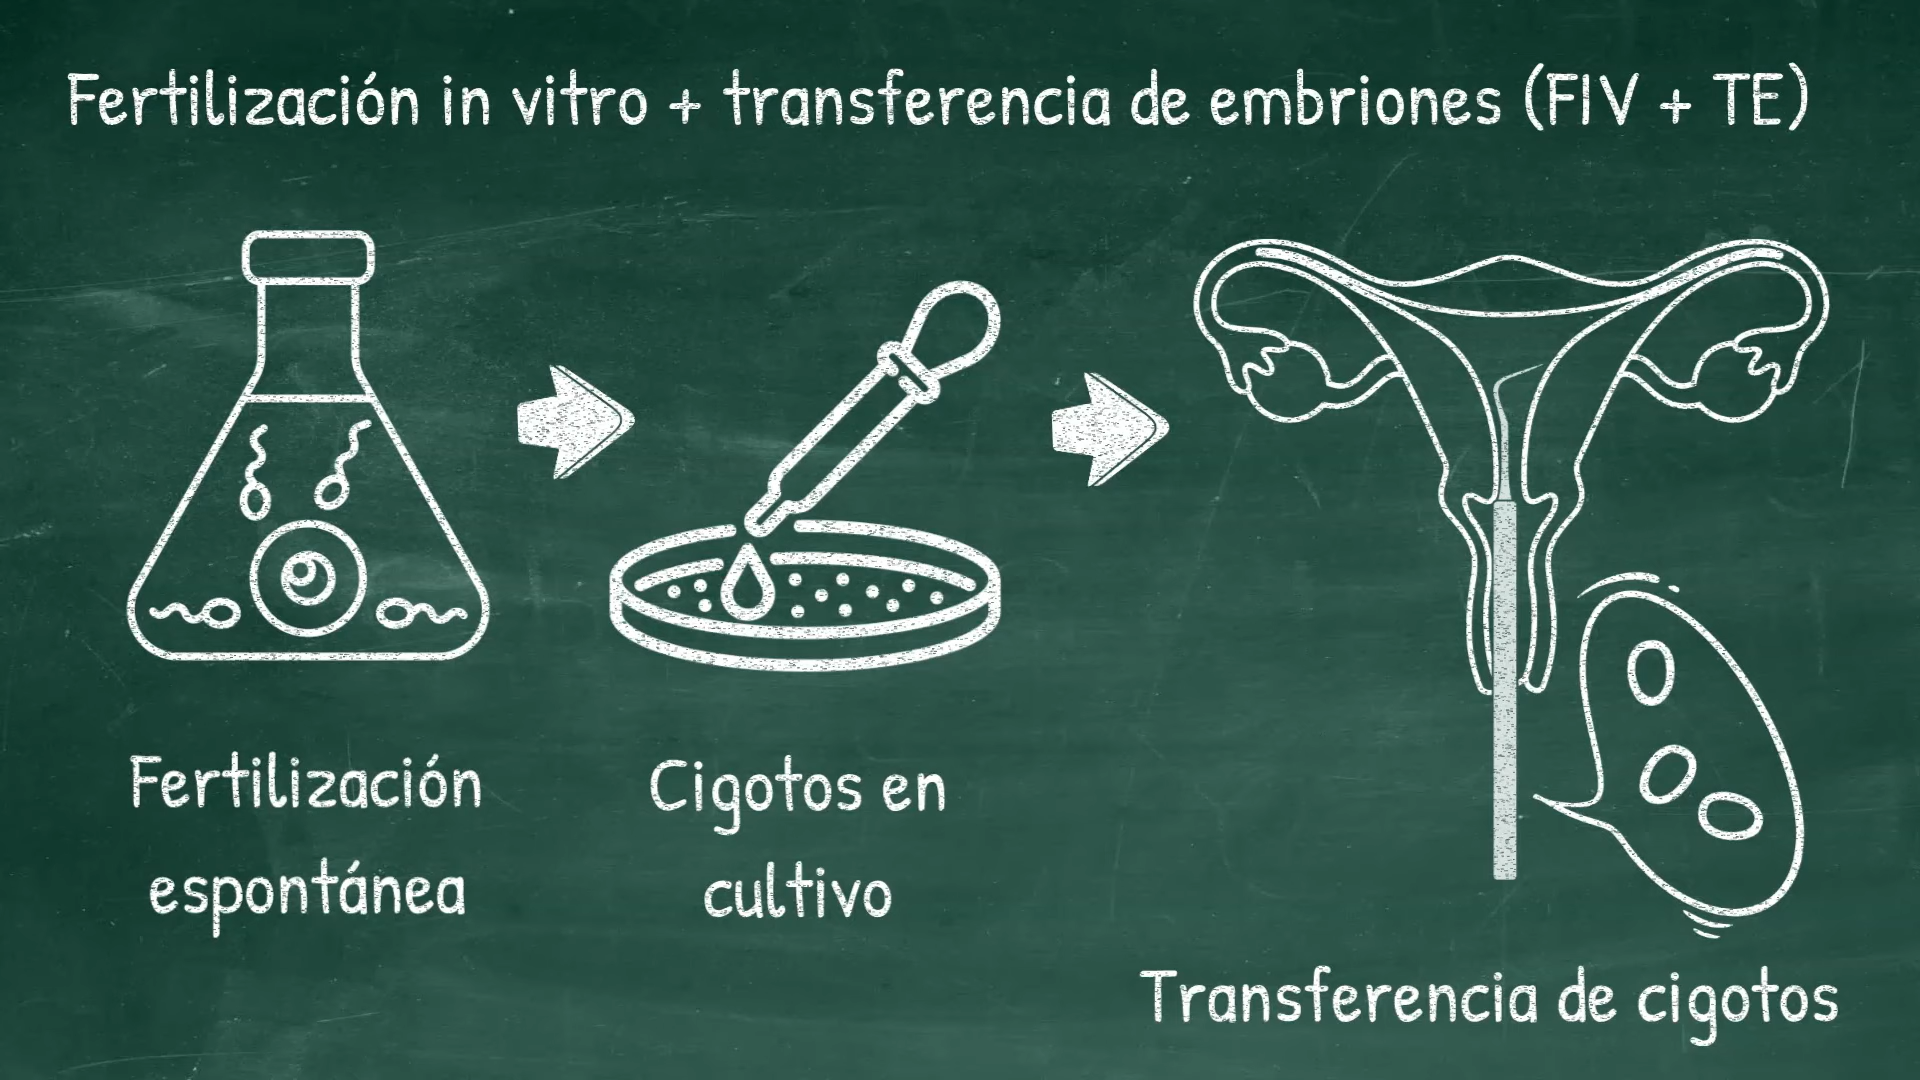 Fertilización in vitro + transferencia de embriones (FIV + TE)
Fertilización
espontánea
Cigotos en
cultivo
Transferencia de cigotos